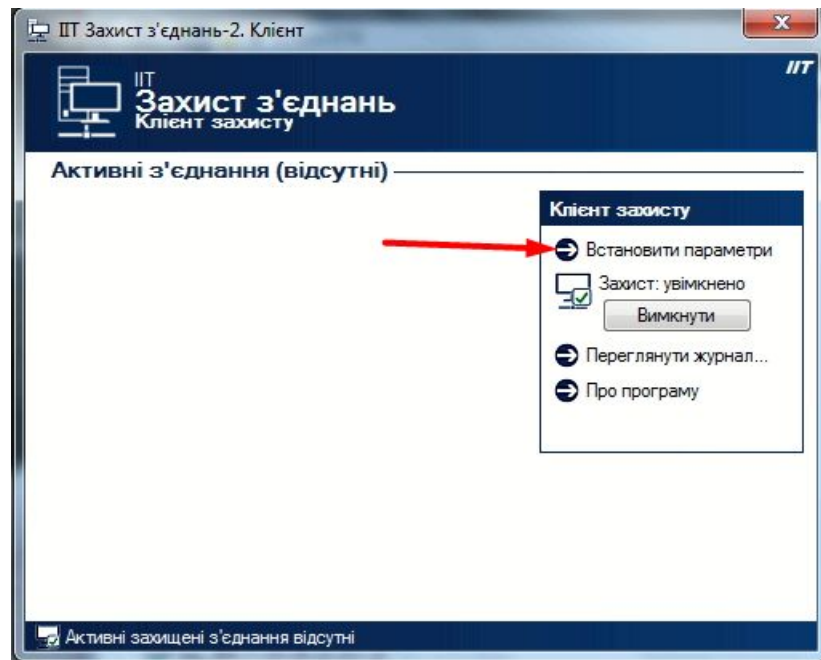 ІІТ Захист з'єднань-2. Клієнт
ІІТ
ІІТ
Захист з'єднань
Клієнт захисту
Активні з'єднання (відсутні)
Клієнт захисту
Встановити параметри
Захист: увімкнено
Вимкнути
Переглянути журнал...
Про програму
Активні захищені з'єднання відсутні